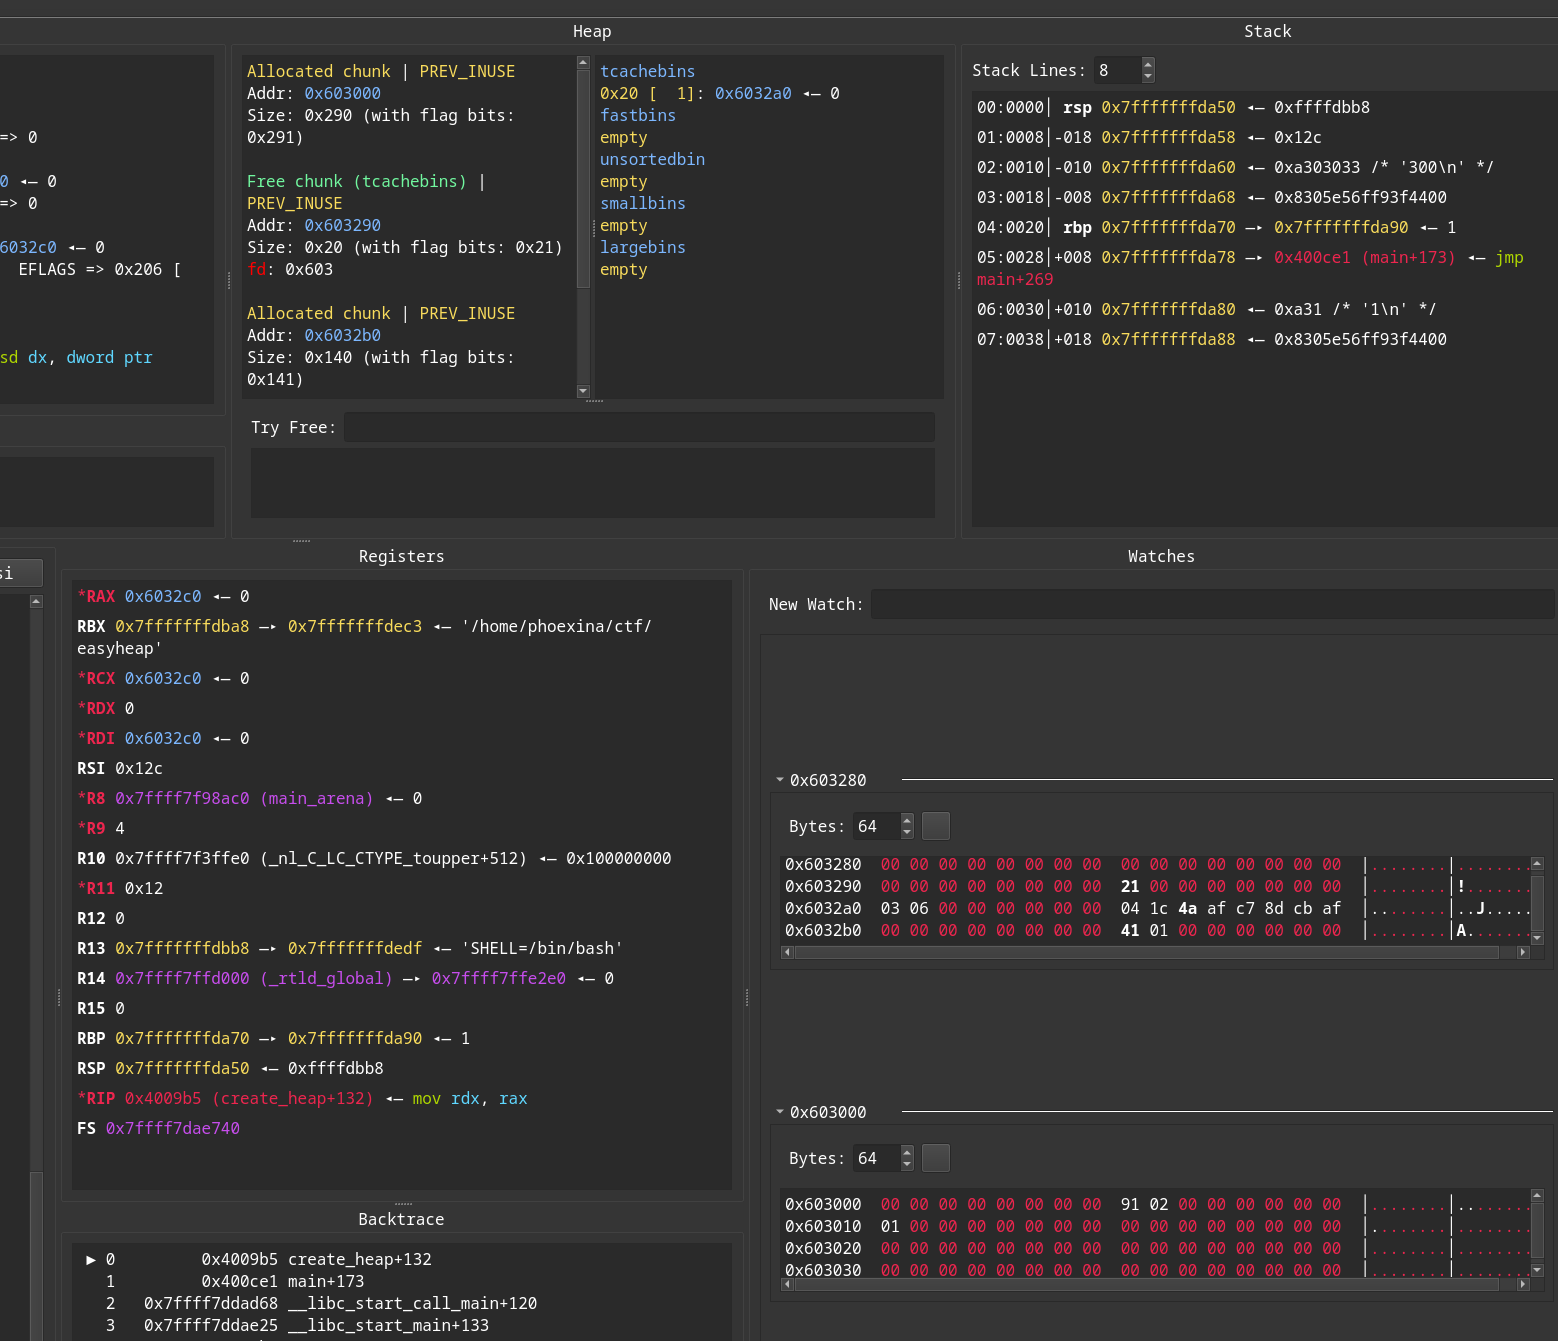 Heap
Allocated chunk | PREV_INUSE
Addr: 0x603000
Size: 0x290 (with flag bits:
0x291)
Free chunk (tcachebins) |
PREV_INUSE
Addr: 0x603290
Size: 0x20 (with flag bits: 0x21)
fd: 0x603
Allocated chunk | PREV_INUSE
Addr: 0x6032b0
Size: 0x140 (with flag bits:
0x141)
tcachebins
0x20 [  1]: 0x6032a0 ◂— 0
fastbins
empty
unsortedbin
empty
smallbins
empty
largebins
empty
Try Free:
=> 0
0 ◂— 0
=> 0
6032c0 ◂— 0
EFLAGS => 0x206 [
sd dx, dword ptr
Stack
Stack Lines: 8
00:0000│ rsp 0x7fffffffda50 ◂— 0xffffdbb8
01:0008│-018 0x7fffffffda58 ◂— 0x12c
02:0010│-010 0x7fffffffda60 ◂— 0xa303033 /* '300\n' */
03:0018│-008 0x7fffffffda68 ◂— 0x8305e56ff93f4400
04:0020│ rbp 0x7fffffffda70 —▸ 0x7fffffffda90 ◂— 1
05:0028│+008 0x7fffffffda78 —▸ 0x400ce1 (main+173) ◂— jmp
main+269
06:0030│+010 0x7fffffffda80 ◂— 0xa31 /* '1\n' */
07:0038│+018 0x7fffffffda88 ◂— 0x8305e56ff93f4400
si
Registers
*RAX 0x6032c0 ◂— 0
RBX 0x7fffffffdba8 —▸ 0x7fffffffdec3 ◂— '/home/phoexina/ctf/
easyheap'
*RCX 0x6032c0 ◂— 0
*RDX 0
*RDI 0x6032c0 ◂— 0
RSI 0x12c
*R8 0x7ffff7f98ac0 (main_arena) ◂— 0
*R9 4
R10 0x7ffff7f3ffe0 (_nl_C_LC_CTYPE_toupper+512) ◂— 0x100000000
*R11 0x12
R12 0
R13 0x7fffffffdbb8 —▸ 0x7fffffffdedf ◂— 'SHELL=/bin/bash'
R14 0x7ffff7ffd000 (_rtld_global) —▸ 0x7ffff7ffe2e0 ◂— 0
R15 0
RBP 0x7fffffffda70 —▸ 0x7fffffffda90 ◂— 1
RSP 0x7fffffffda50 ◂— 0xffffdbb8
*RIP 0x4009b5 (create_heap+132) ◂— mov rdx, rax
FS 0x7ffff7dae740
Backtrace
► 0 0x4009b5 create_heap+132
1 0x400ce1 main+173
2 0x7ffff7ddad68 __libc_start_call_main+120
3 0x7ffff7ddae25 __libc_start_main+133
Watches
New Watch:
0x603280
Bytes: 64
0x603280 00 00 00 00 00 00 00 00 00 00 00 00 00 00 00 00 |........|.......
0x603290 00 00 00 00 00 00 00 00 21 00 00 00 00 00 00 00 |........|!......
0x6032a0 03 06 00 00 00 00 00 00 04 1c 4a af c7 8d cb af |........|..J.....
0x6032b0 00 00 00 00 00 00 00 00 41 01 00 00 00 00 00 00 |........|A......
0x603000
Bytes: 64
0x603000 00 00 00 00 00 00 00 00 91 02 00 00 00 00 00 00 |........|.......
0x603010 01 00 00 00 00 00 00 00 00 00 00 00 00 00 00 00 |........|.......
0x603020 00 00 00 00 00 00 00 00 00 00 00 00 00 00 00 00 |........|.......
0x603030 00 00 00 00 00 00 00 00 00 00 00 00 00 00 00 00 |........|.......